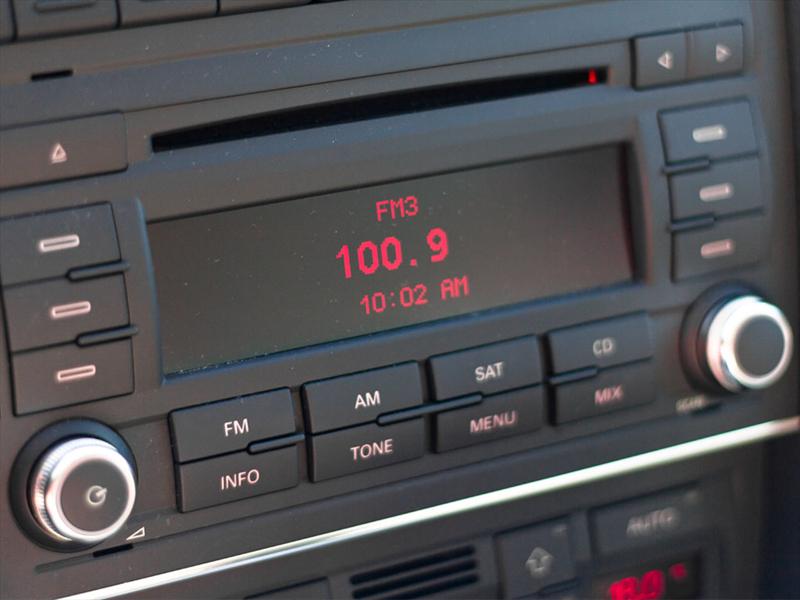 FM3
100.9
10:02 AM
FM AM SAT CD
INFO TONE MENU MIX
AUTO